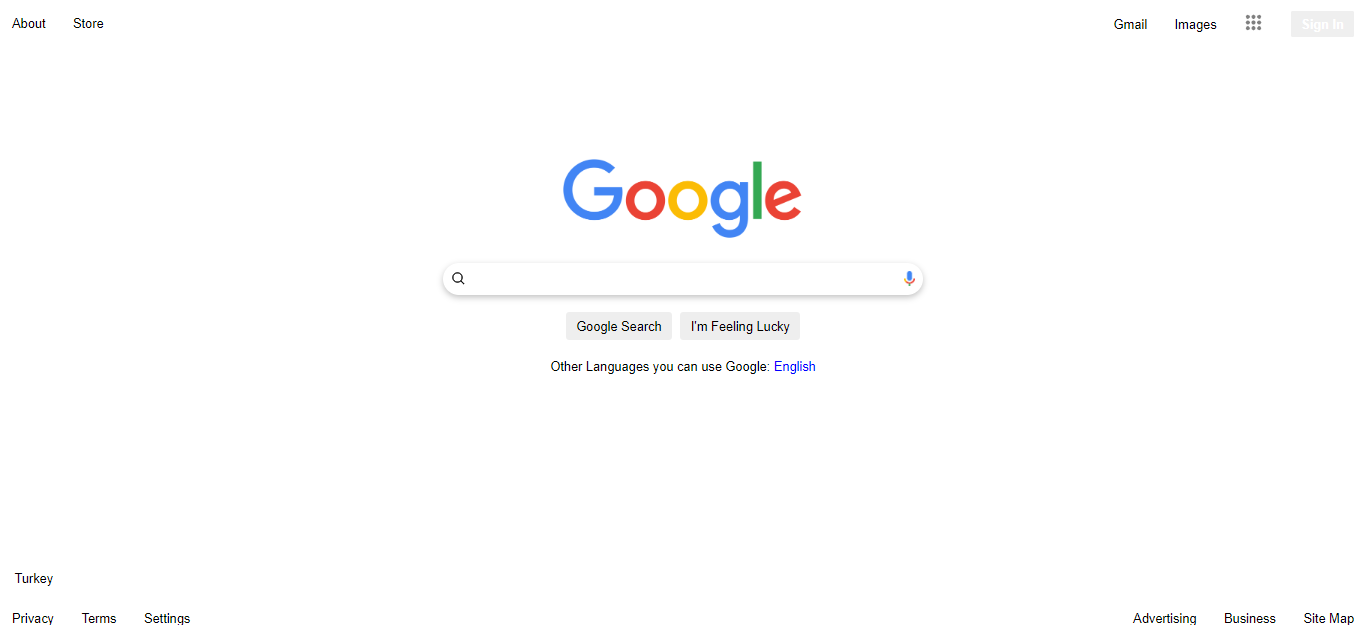 About Store Gmail Images Sign In
Google
Google Search I'm Feeling Lucky
Other Languages you can use Google: English
Turkey
Privacy Terms Settings Advertising Business Site Map